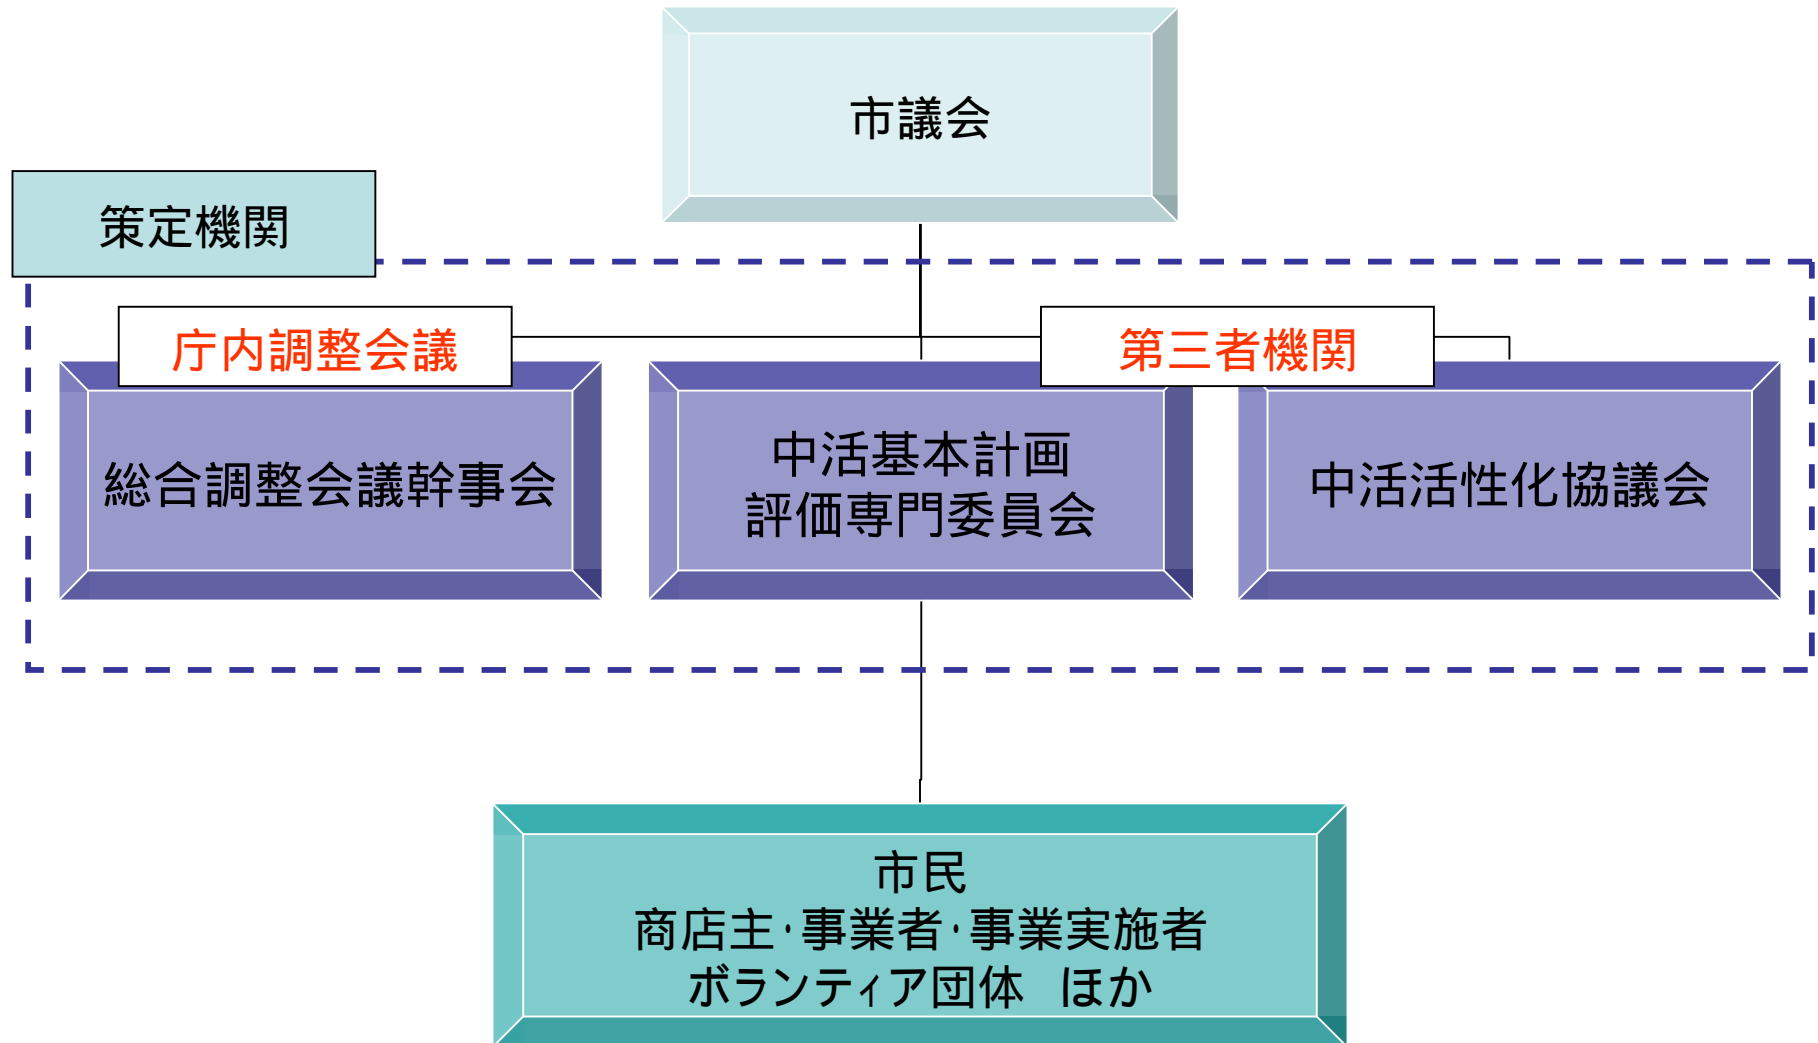 市議会
策定機関
庁内調整会議
第三者機関
総合調整会議幹事会
中活基本計画
評価専門委員会
中活活性化協議会
市民
商店主・事業者・事業実施者
ボランティア団体　ほか